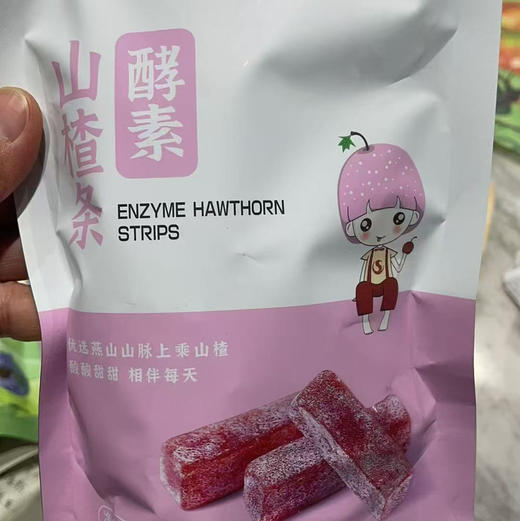 酵素
山楂条
ENZYME HAWTHORN
STRIPS
优选燕山山脉上乘山楂
酸酸甜甜 相伴每天